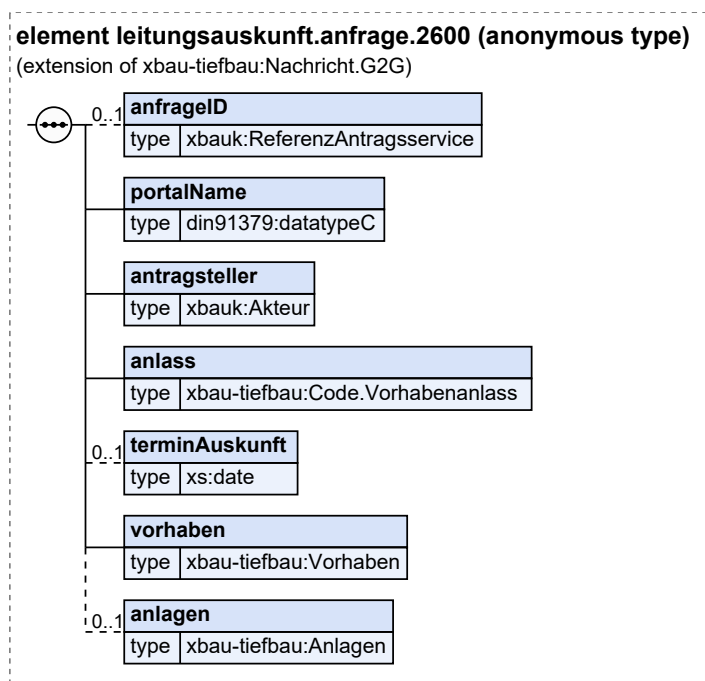 element leitungsauskunft.anfrage.2600 (anonymous type)
(extension of xbau-tiefbau:Nachricht.G2G)
0..1 anfrageID
type xbauk:ReferenzAntragsservice
portalName
type din91379:datatypeC
antragsteller
type xbauk:Akteur
anlass
type xbau-tiefbau:Code.Vorhabenanlass
0..1 terminAuskunft
type xs:date
vorhaben
type xbau-tiefbau:Vorhaben
0..1 anlagen
type xbau-tiefbau:Anlagen